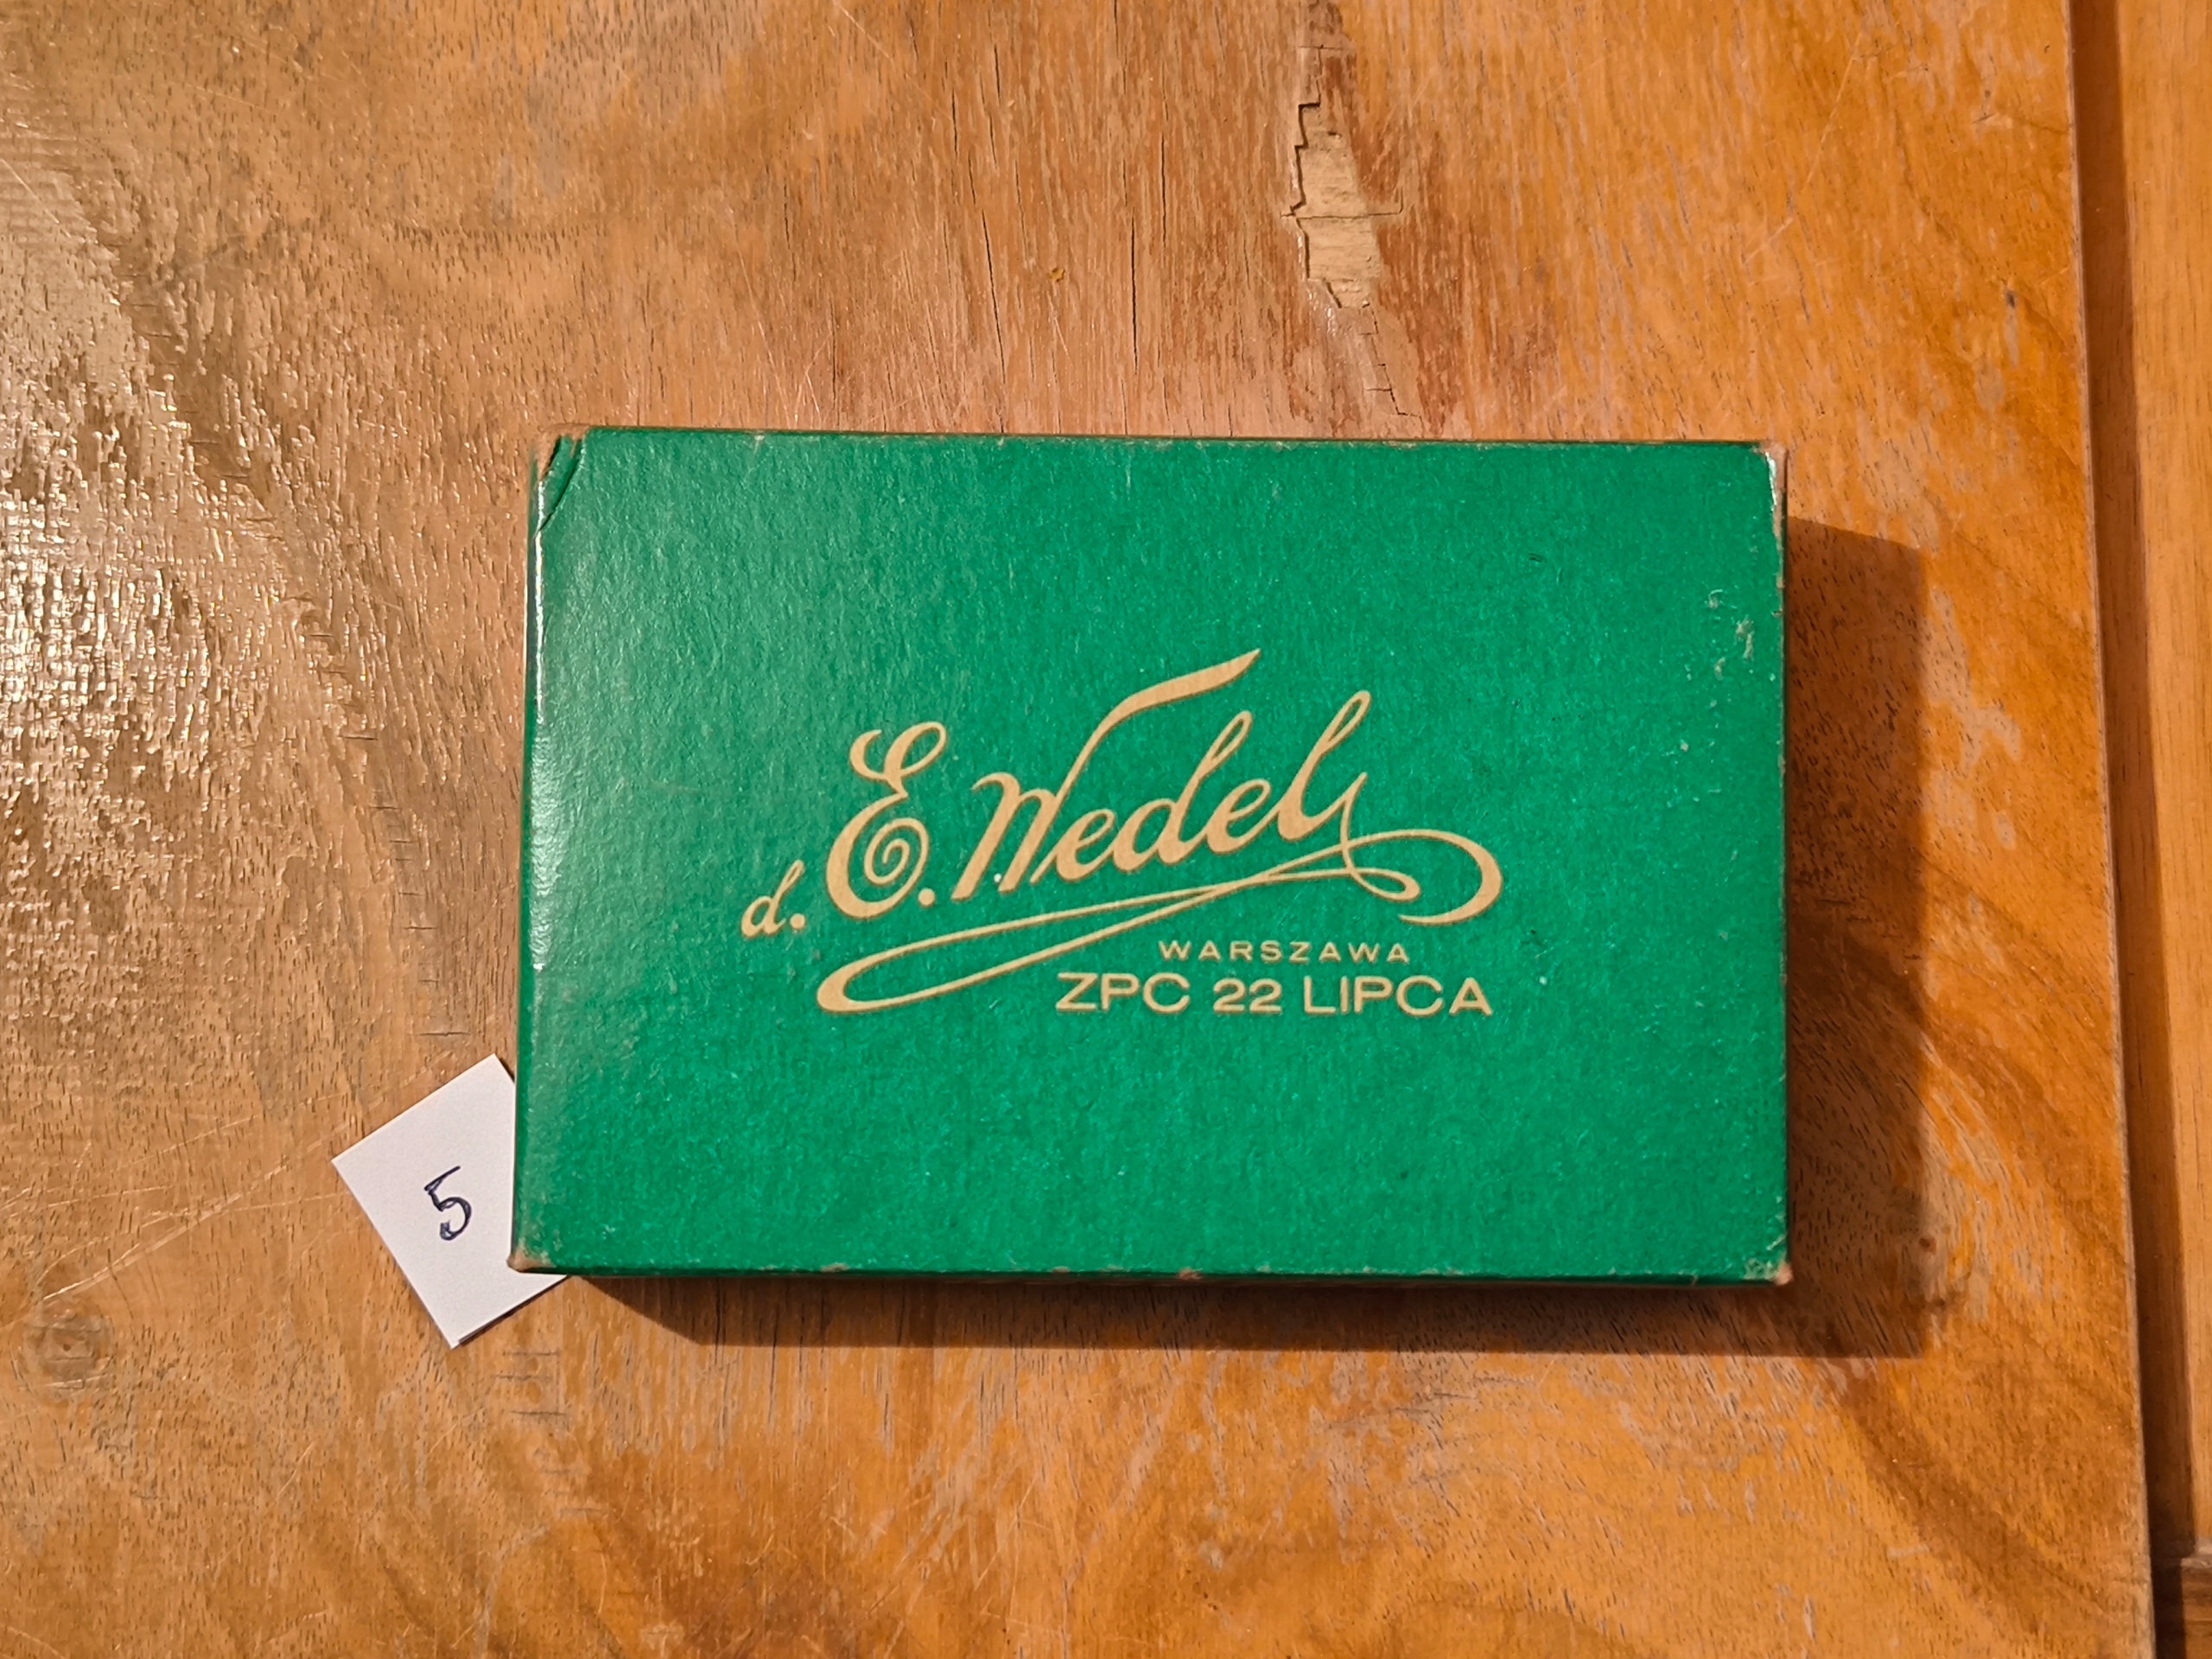 d. E. Wedel
WARSZAWA
ZPC 22 LIPCA
5